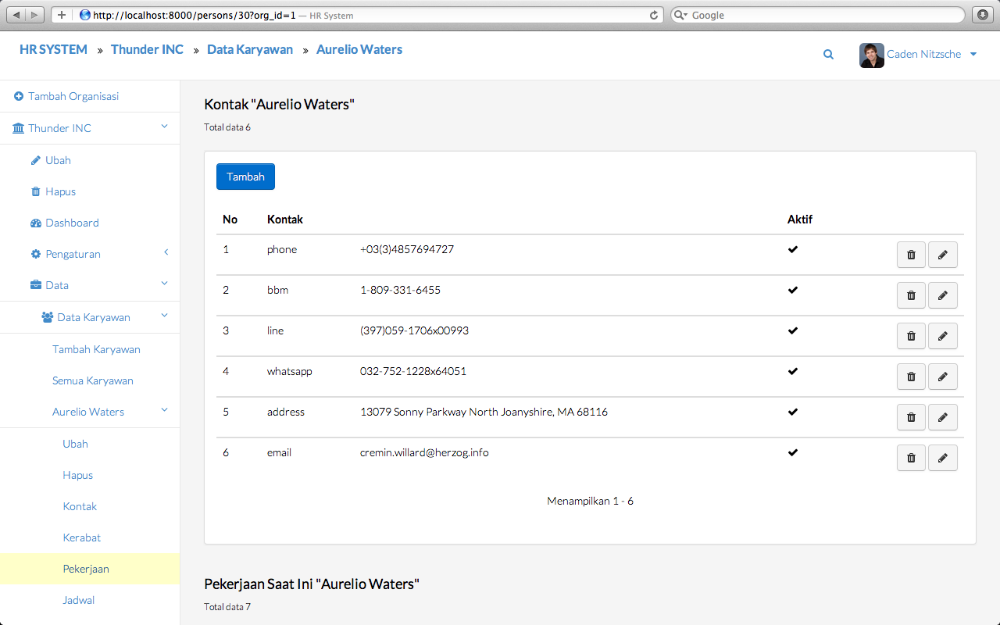 http://localhost:8000/persons/30?org_id=1 — HR System
Google
HR SYSTEM » Thunder INC » Data Karyawan » Aurelio Waters
Caden Nitzsche
Tambah Organisasi
Thunder INC
Ubah
Hapus
Dashboard
Pengaturan
Data
Data Karyawan
Tambah Karyawan
Semua Karyawan
Aurelio Waters
Ubah
Hapus
Kontak
Kerabat
Pekerjaan
Jadwal
Kontak "Aurelio Waters"
Total data 6
Tambah
No Kontak Aktif
1 phone +03(3)4857694727
2 bbm 1-809-331-6455
3 line (397)059-1706x00993
4 whatsapp 032-752-1228x64051
5 address 13079 Sonny Parkway North Joanyshire, MA 68116
6 email cremin.willard@herzog.info
Menampilkan 1 - 6
Pekerjaan Saat Ini "Aurelio Waters"
Total data 7